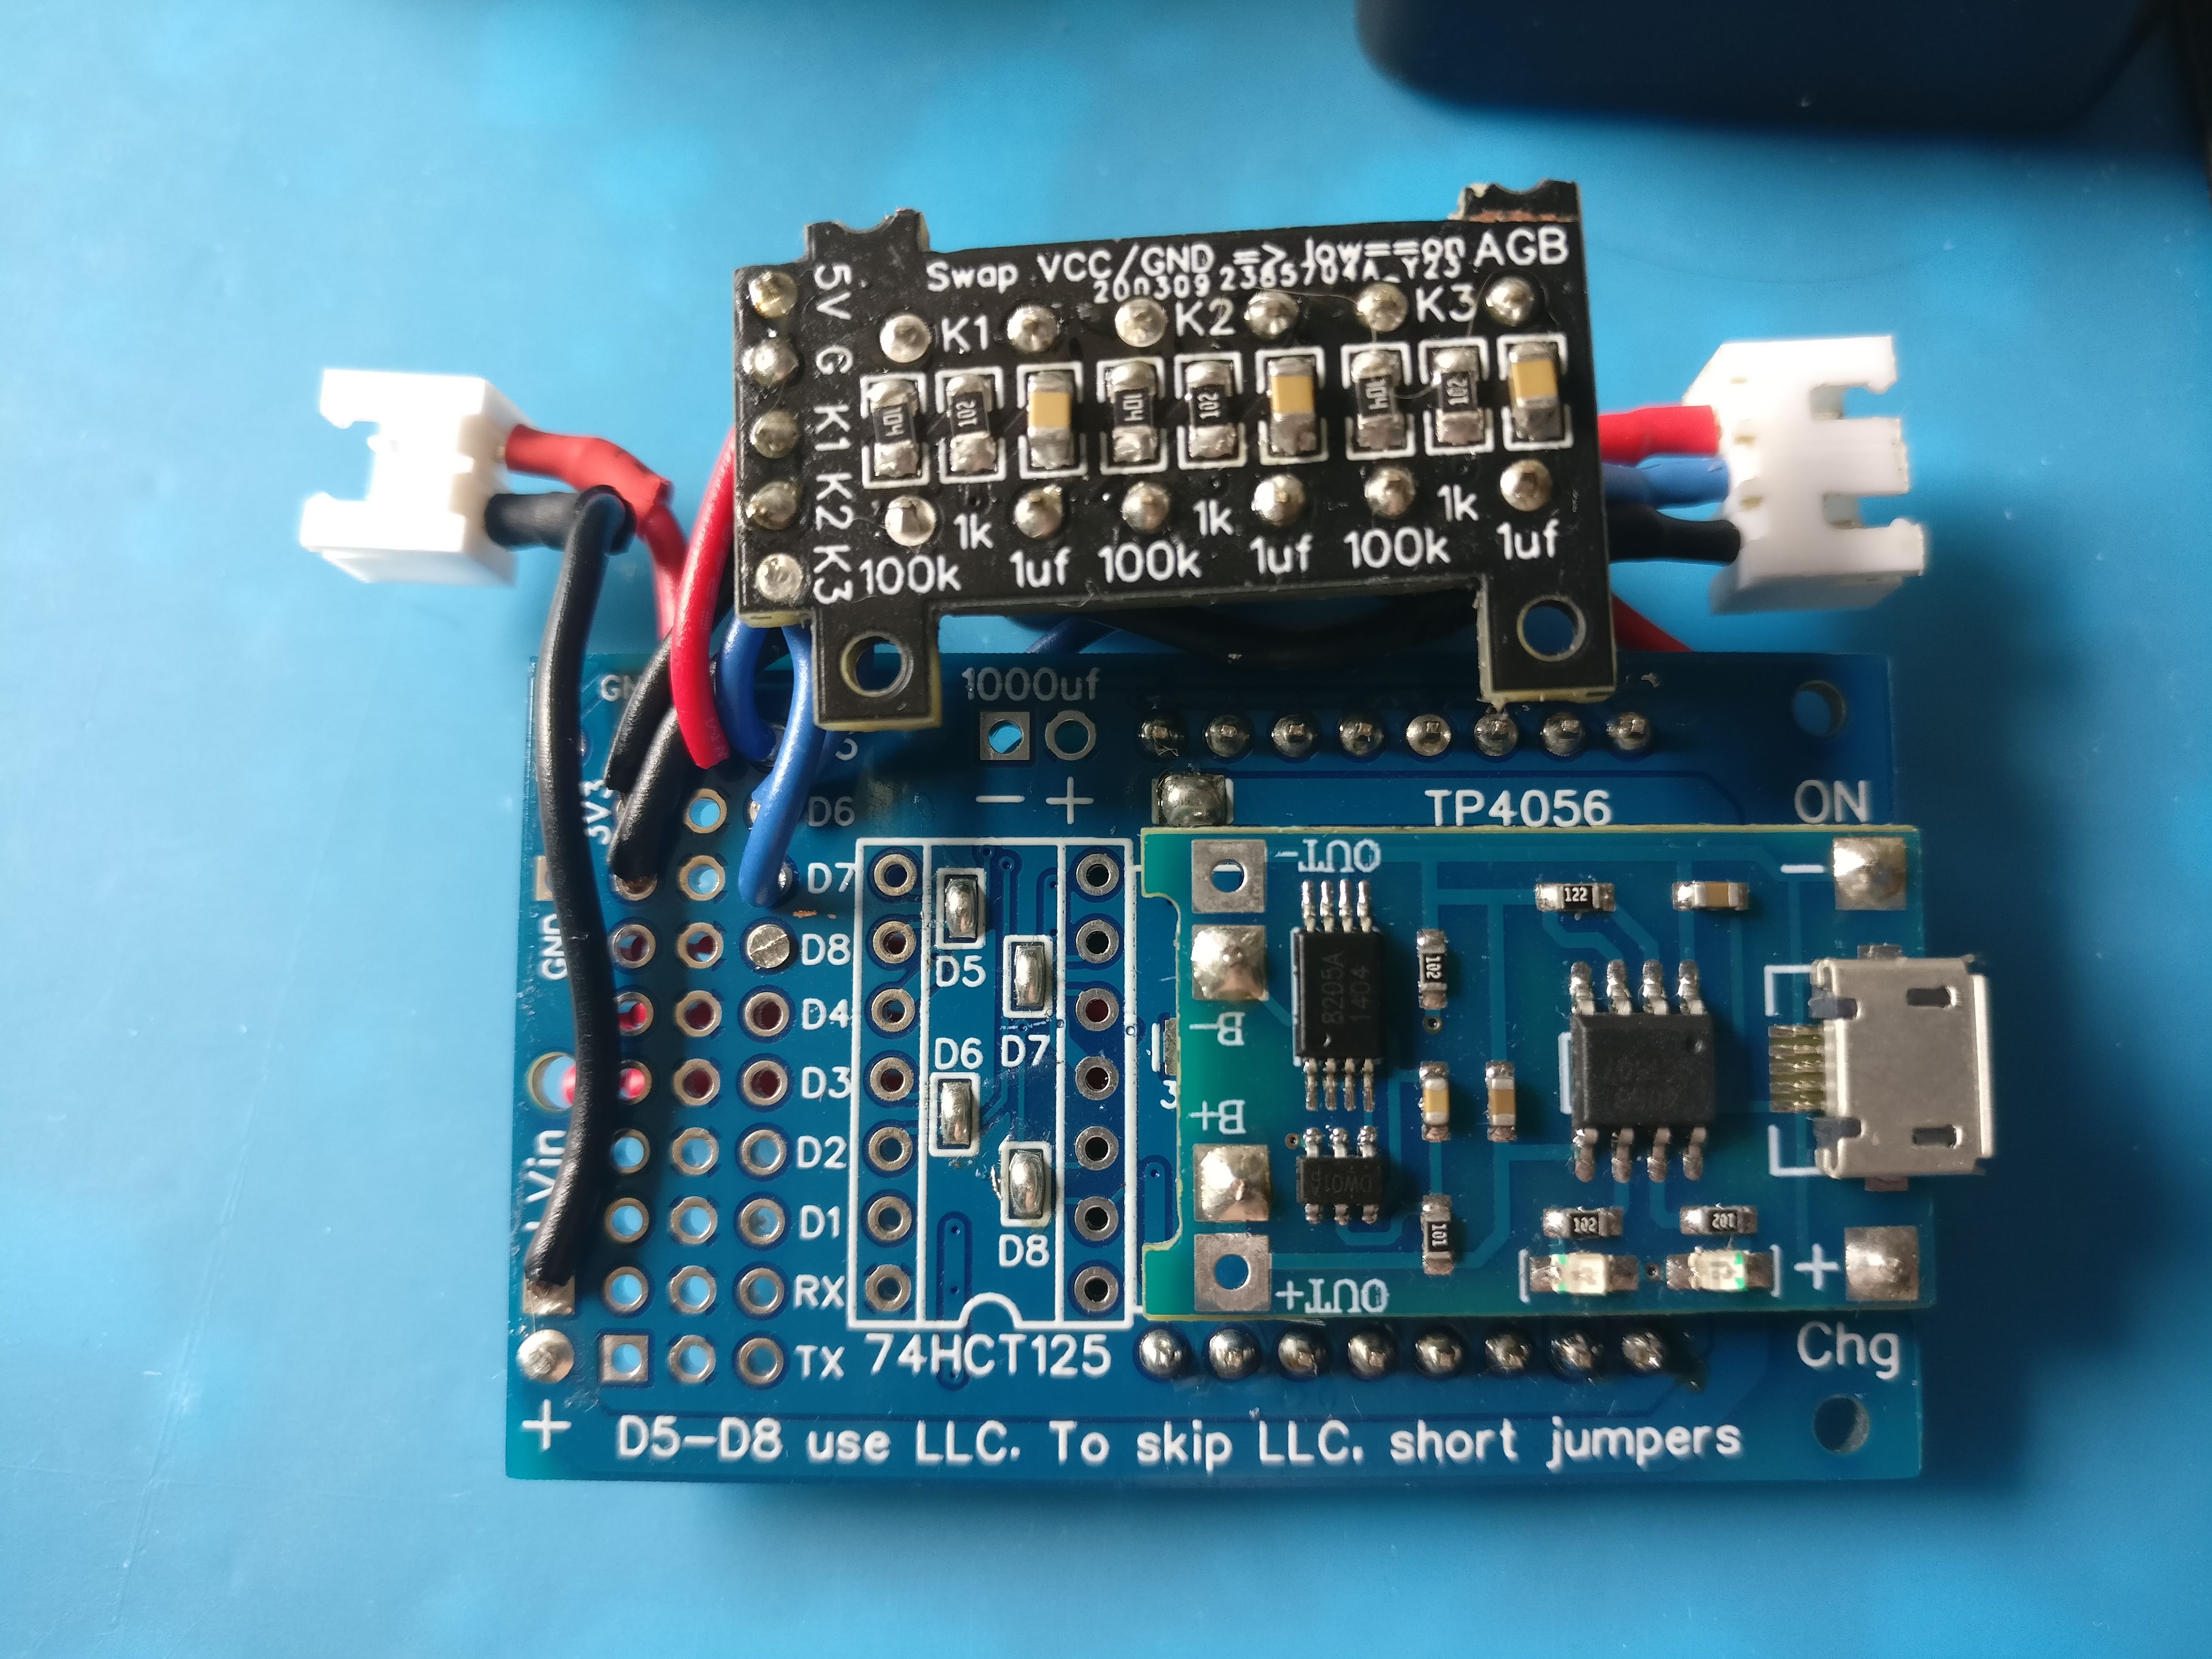 Swap VCC/GND => low==on AGB
5V
G
K1
K2
K3
K1
K2
K3
104
102
104
102
104
102
1k
1k
1k
100k
1uf
100k
1uf
100k
1uf
1000uf
- +
3V3
GND
Vin
+
D6
D7
D8
D4
D3
D2
D1
RX
TX
D5
D7
D6
D8
74HCT125
TP4056
ON
OUT-
-
122
8205A
1404
102
B-
B+
DW01
101
102
201
OUT+
+
Chg
D5-D8 use LLC. To skip LLC. short jumpers